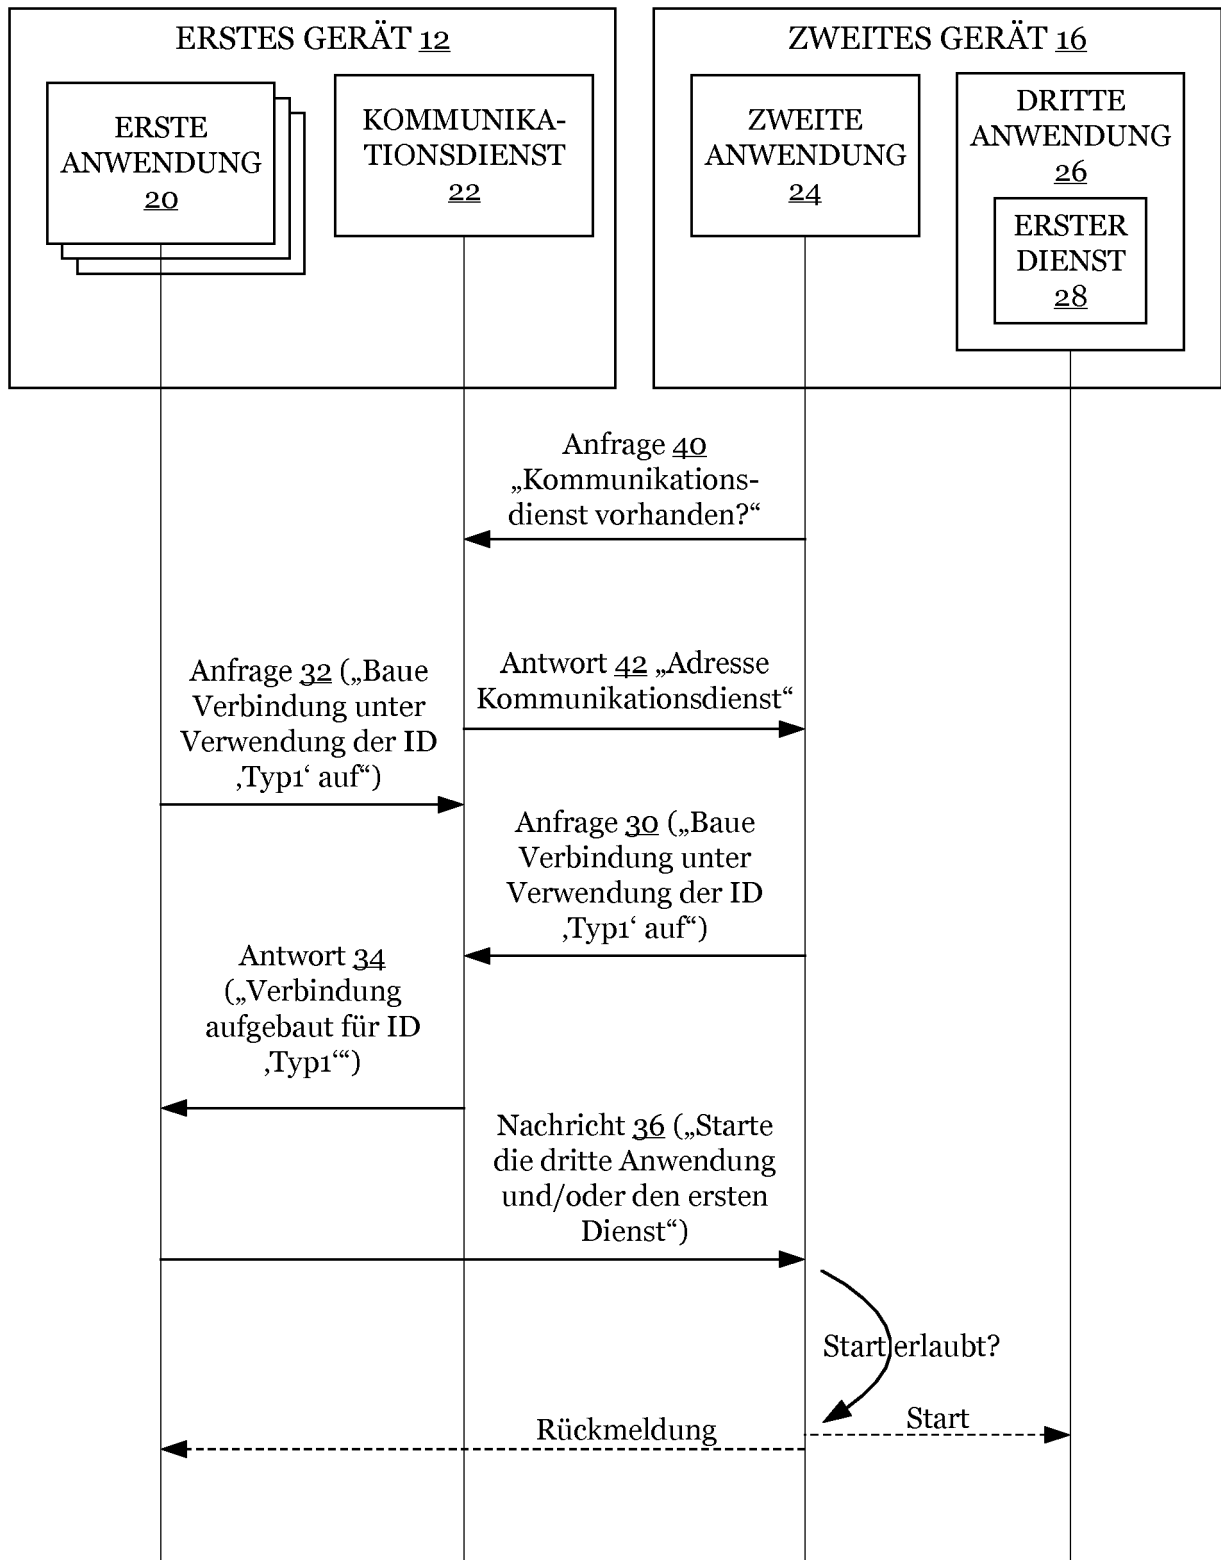 ERSTES GERÄT 12
ERSTE
ANWENDUNG
20
KOMMUNIKA-
TIONSDIENST
22
ZWEITES GERÄT 16
ZWEITE
ANWENDUNG
24
DRITTE
ANWENDUNG
26
ERSTER
DIENST
28
Anfrage 40
„Kommunikations-
dienst vorhanden?“
Anfrage 32 („Baue
Verbindung unter
Verwendung der ID
‚Typ1‘ auf“)
Antwort 42 „Adresse
Kommunikationsdienst“
Anfrage 30 („Baue
Verbindung unter
Verwendung der ID
‚Typ1‘ auf“)
Antwort 34
(„Verbindung
aufgebaut für ID
‚Typ1‘“)
Nachricht 36 („Starte
die dritte Anwendung
und/oder den ersten
Dienst“)
Start erlaubt?
Rückmeldung
Start